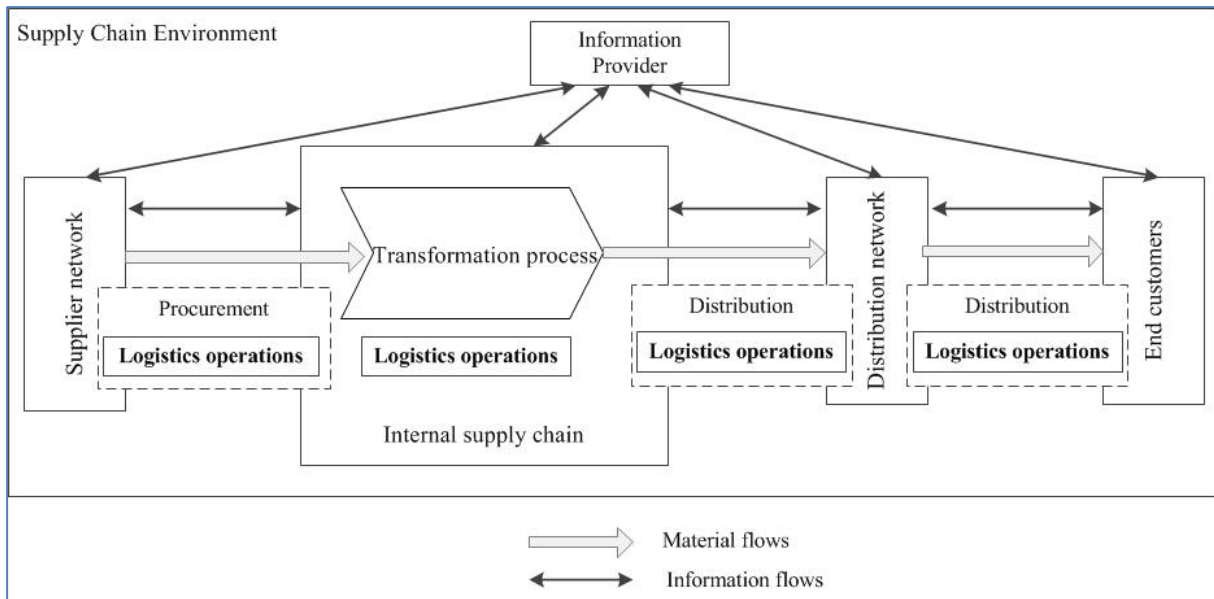 Supply Chain Environment
Information
Provider
Supplier network
Transformation process
Procurement
Logistics operations
Logistics operations
Internal supply chain
Distribution
Logistics operations
Distribution network
Distribution
Logistics operations
End customers
Material flows
Information flows